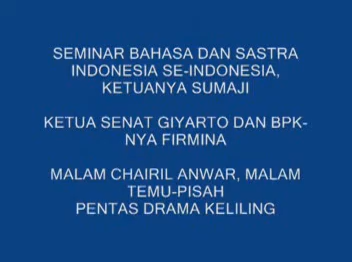 SEMINAR BAHASA DAN SASTRA
INDONESIA SE-INDONESIA,
KETUANYA SUMAJI
KETUA SENAT GIYARTO DAN BPK-
NYA FIRMINA
MALAM CHAIRIL ANWAR, MALAM
TEMU-PISAH
PENTAS DRAMA KELILING